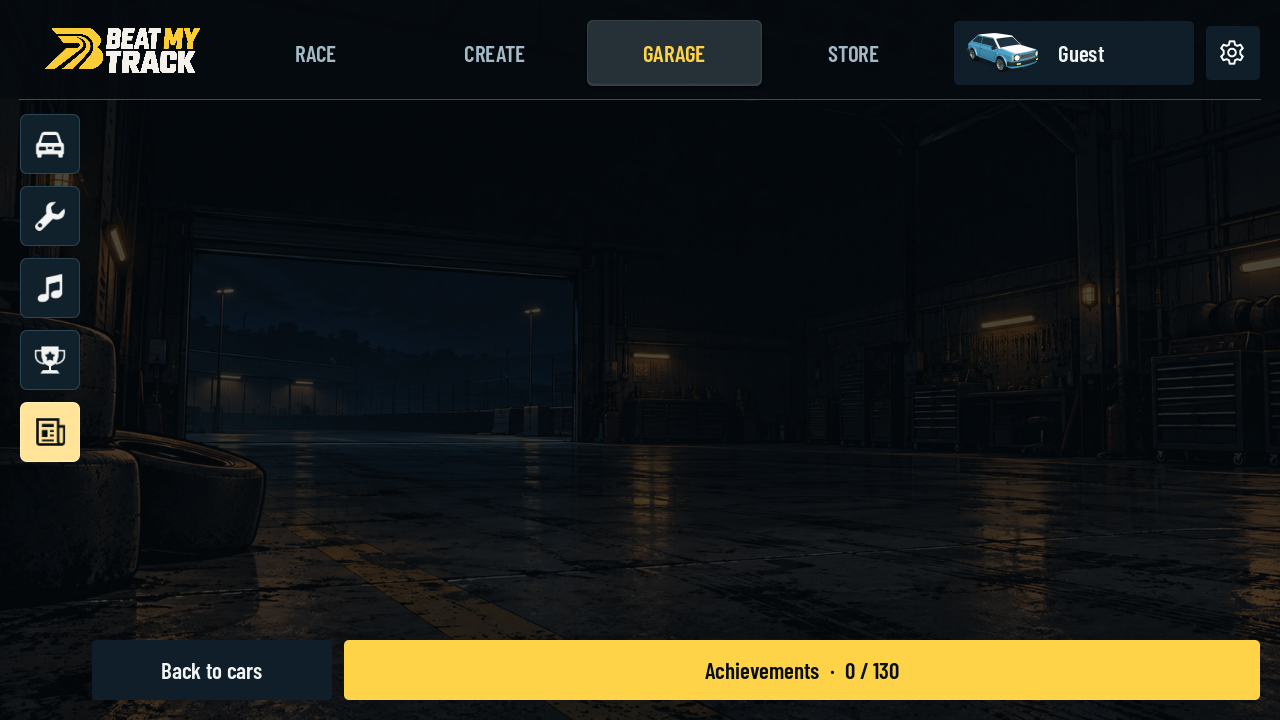 BEAT MY
TRACK
RACE
CREATE
GARAGE
STORE
Guest
Back to cars
Achievements · 0 / 130